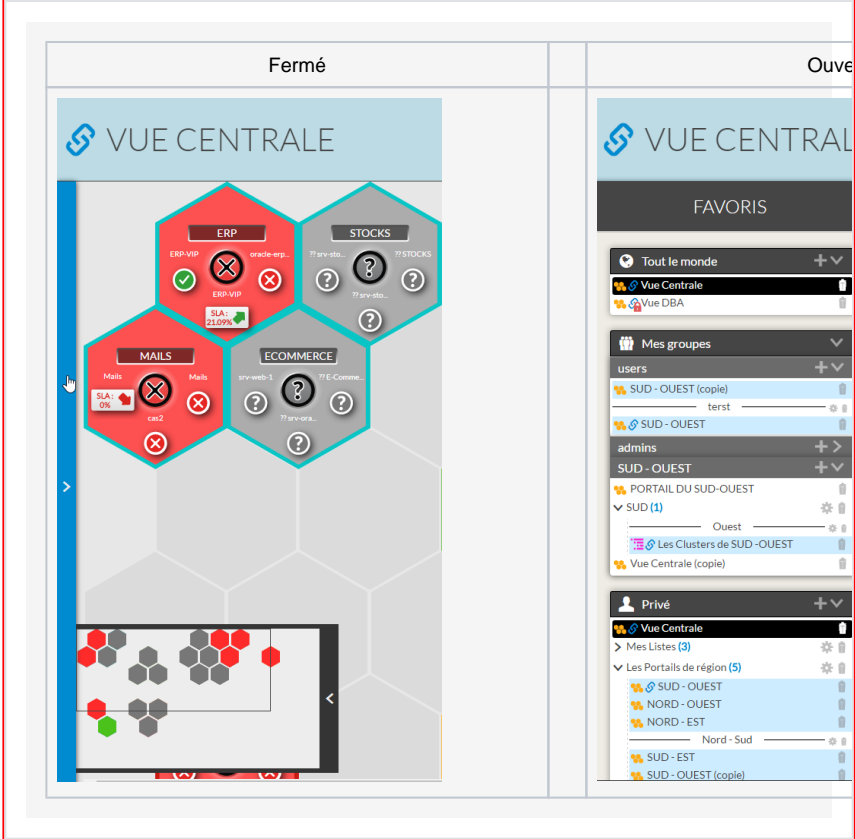 Fermé
Ouve
VUE CENTRALE
ERP
ERP-VIP
oracle-erp...
ERP-VIP
SLA :
21.09%
STOCKS
?? srv-sto...
?? STOCKS
?? srv-sto...
MAILS
Mails
Mails
SLA :
0%
cas2
ECOMMERCE
srv-web-1
?? E-Comme...
?? srv-ora...
VUE CENTRAL
FAVORIS
Tout le monde
Vue Centrale
Vue DBA
Mes groupes
users
SUD - OUEST (copie)
terst
SUD - OUEST
admins
SUD - OUEST
PORTAIL DU SUD-OUEST
SUD (1)
Ouest
Les Clusters de SUD -OUEST
Vue Centrale (copie)
Privé
Vue Centrale
Mes Listes (3)
Les Portails de région (5)
SUD - OUEST
NORD - OUEST
NORD - EST
Nord - Sud
SUD - EST
SUD - OUEST (copie)